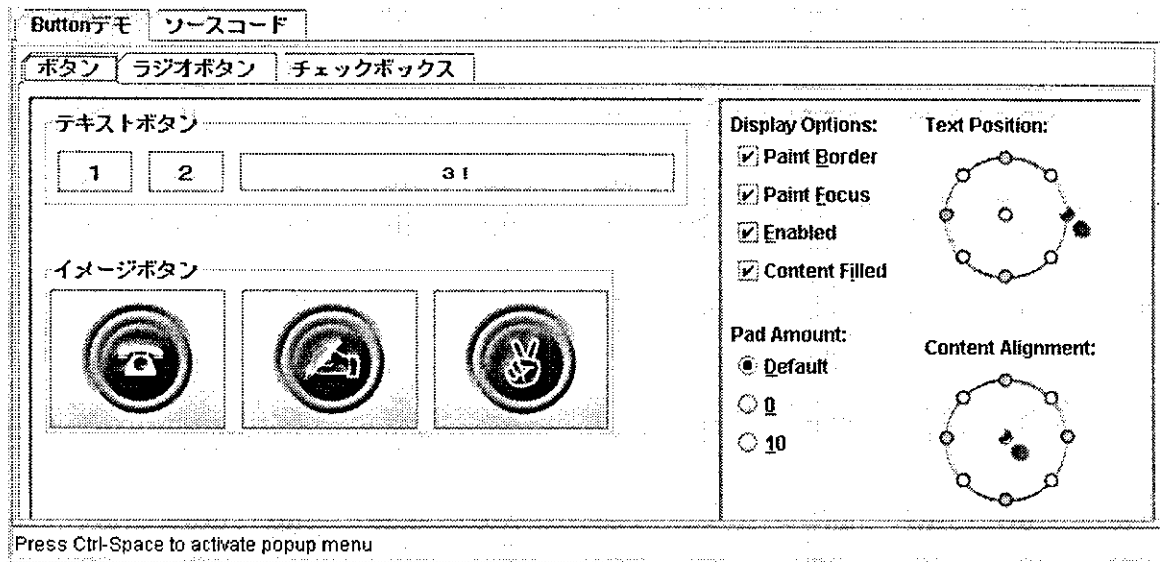 Buttonデモ ソースコード
ボタン ラジオボタン チェックボックス
テキストボタン
1 2 3!
イメージボタン
Display Options:
Paint Border
Paint Focus
Enabled
Content Filled
Text Position:
Pad Amount:
Default
0
10
Content Alignment:
Press Ctrl-Space to activate popup menu